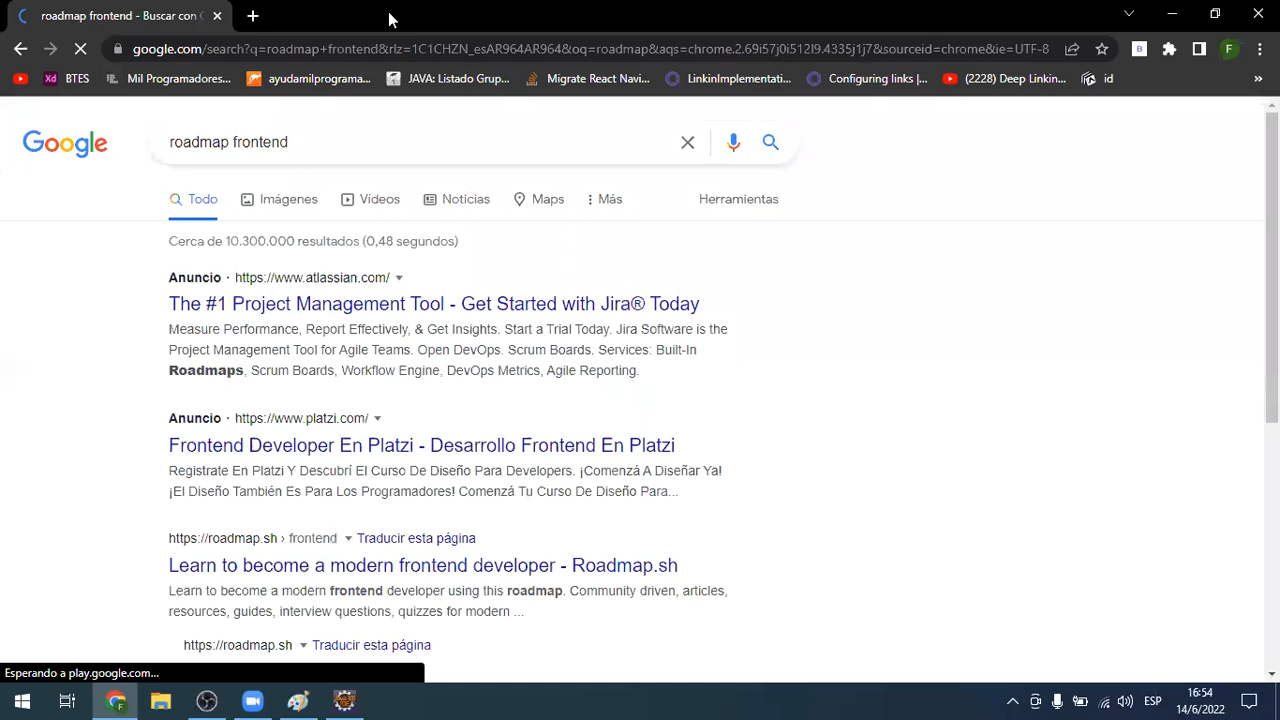 roadmap frontend - Buscar con
google.com/search?q=roadmap+frontend&rlz=1C1CHZN_esAR964AR964&oq=roadmap&aqs=chrome.2.69i57j0i512l9.4335j1j7&sourceid=chrome&ie=UTF-8
BTES
Mil Programadores...
ayudamilprograma...
JAVA: Listado Grup...
Migrate React Navi...
LinkinImplementati...
Configuring links |...
(2228) Deep Linkin...
id
Google
roadmap frontend
Todo
Imágenes
Vídeos
Noticias
Maps
Más
Herramientas
Cerca de 10.300.000 resultados (0,48 segundos)
Anuncio · https://www.atlassian.com/
The #1 Project Management Tool - Get Started with Jira® Today
Measure Performance, Report Effectively, & Get Insights. Start a Trial Today. Jira Software is the
Project Management Tool for Agile Teams. Open DevOps. Scrum Boards. Services: Built-In
Roadmaps, Scrum Boards, Workflow Engine, DevOps Metrics, Agile Reporting.
Anuncio · https://www.platzi.com/
Frontend Developer En Platzi - Desarrollo Frontend En Platzi
Registrate En Platzi Y Descubrí El Curso De Diseño Para Developers. ¡Comenzá A Diseñar Ya!
¡El Diseño También Es Para Los Programadores! Comenzá Tu Curso De Diseño Para...
https://roadmap.sh › frontend Traducir esta página
Learn to become a modern frontend developer - Roadmap.sh
Learn to become a modern frontend developer using this roadmap. Community driven, articles,
resources, guides, interview questions, quizzes for modern ...
https://roadmap.sh Traducir esta página
Esperando a play.google.com...
ESP
16:54
14/6/2022